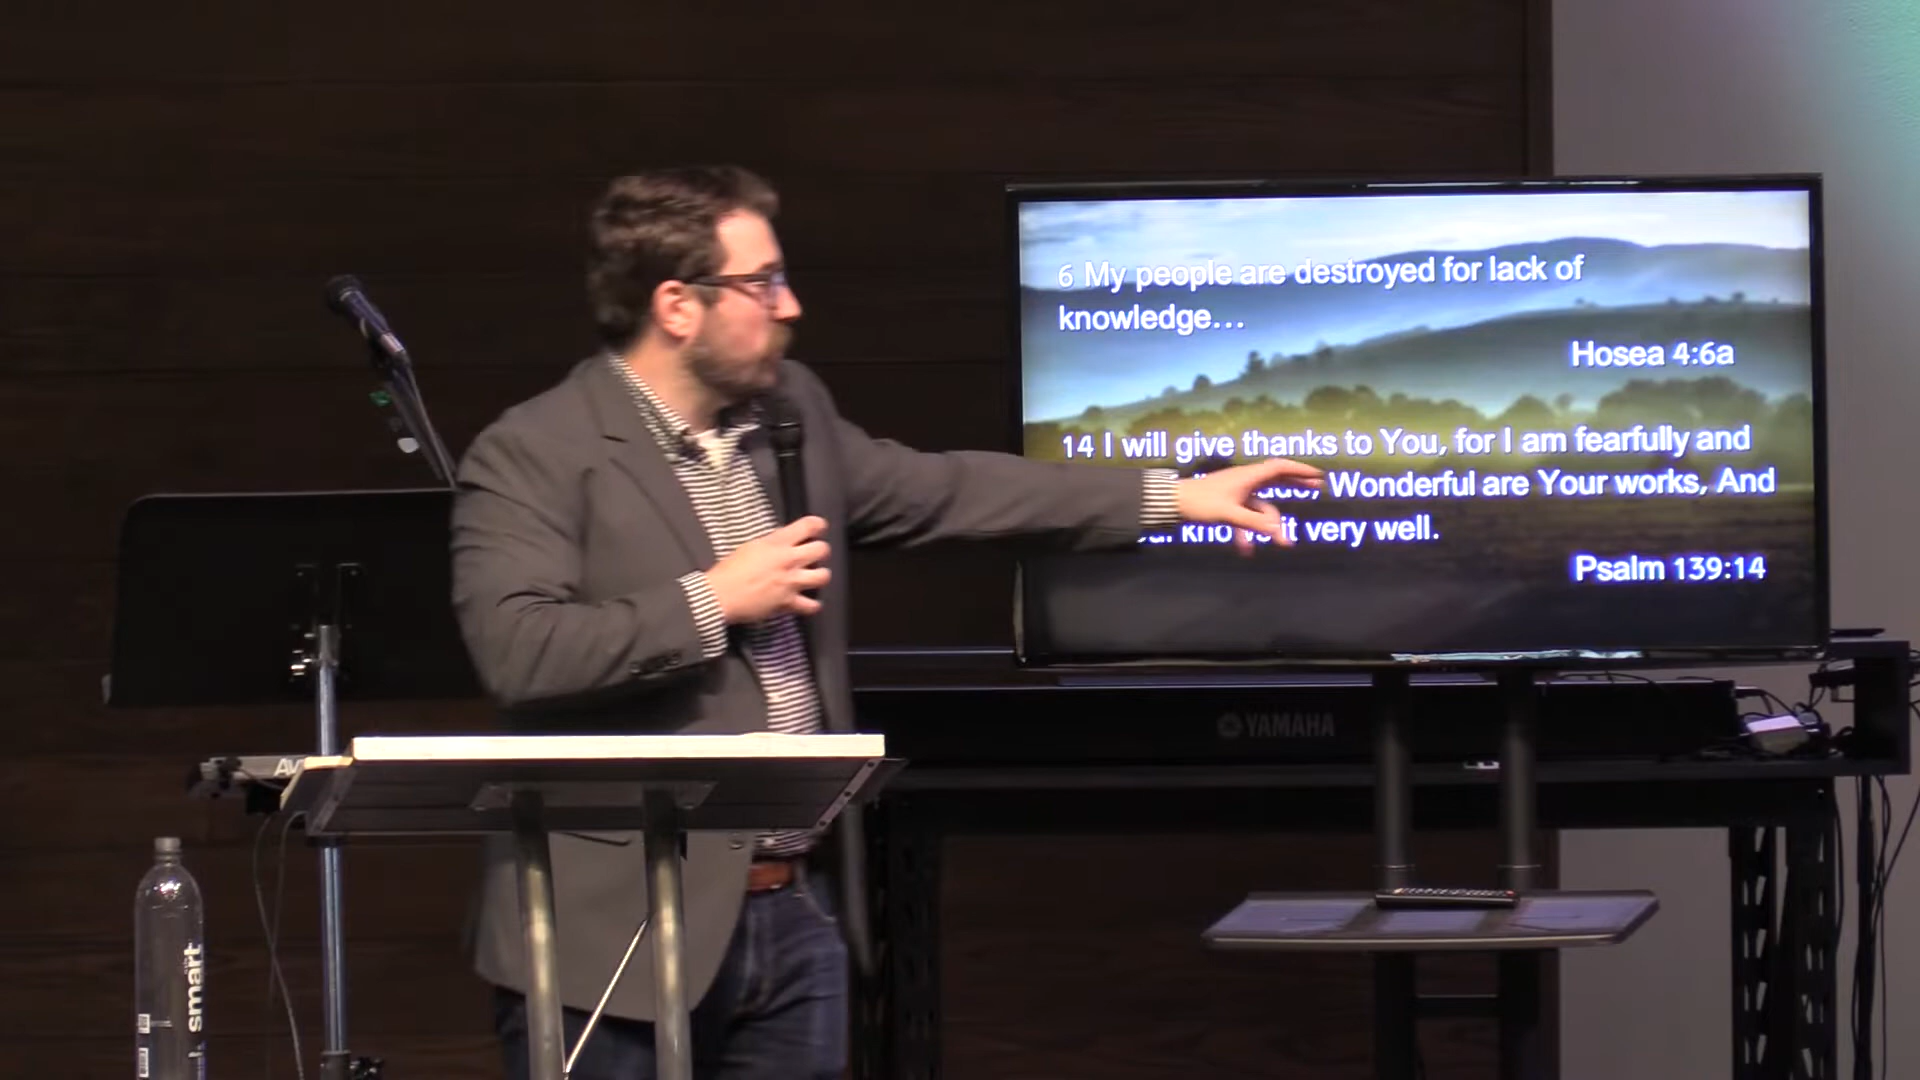 6 My people are destroyed for lack of
knowledge...
Hosea 4:6a
14 I will give thanks to You, for I am fearfully and
Wonderful are Your works, And
it very well.
Psalm 139:14
YAMAHA
smart